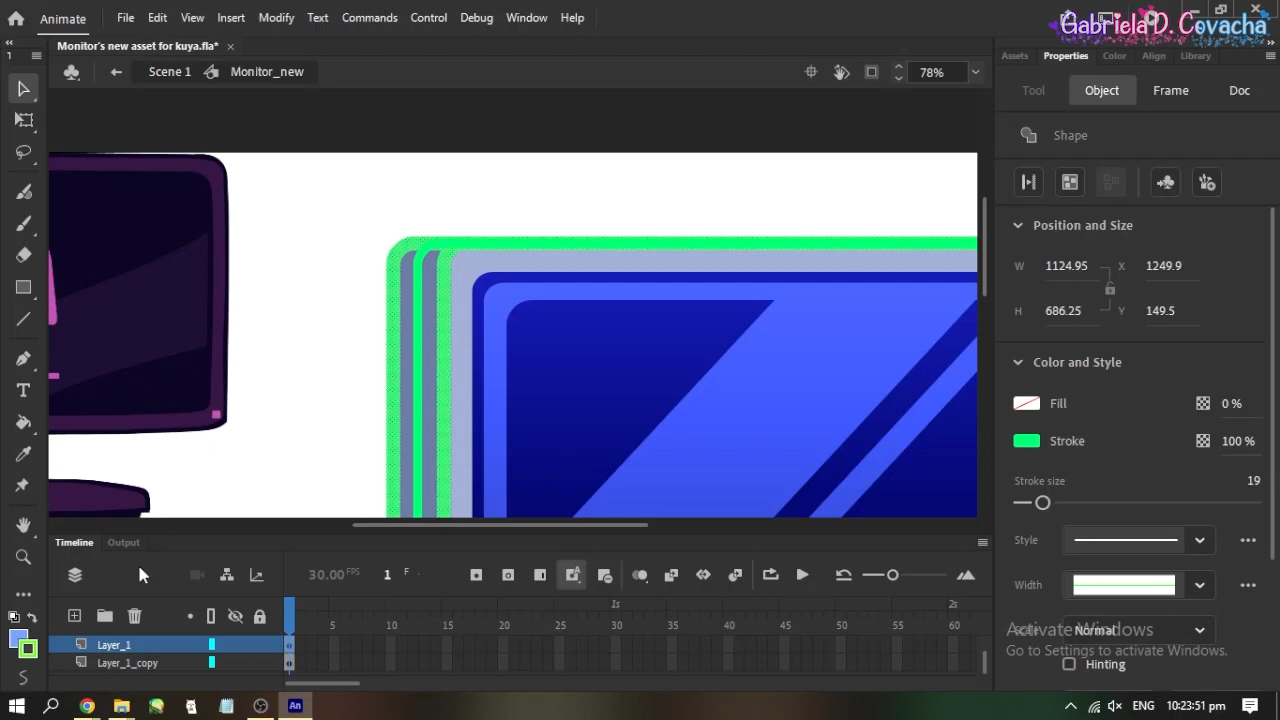 Animate File Edit View Insert Modify Text Commands Control Debug Window Help
Gabriela D. Covacha
Monitor's new asset for kuya.fla*
Scene 1 Monitor_new 78%
Assets Properties Color Align Library
Tool Object Frame Doc
Shape
Position and Size
W 1124.95 X 1249.9
H 686.25 Y 149.5
Color and Style
Fill 0 %
Stroke 100 %
Stroke size 19
Style
Width
Scale Normal
Hinting
Activate Windows
Go to Settings to activate Windows.
1
Timeline Output
30.00 FPS 1 F
1s 2s
5 10 15 20 25 30 35 40 45 50 55 60
Layer_1
Layer_1_copy
An ENG 10:23:51 pm